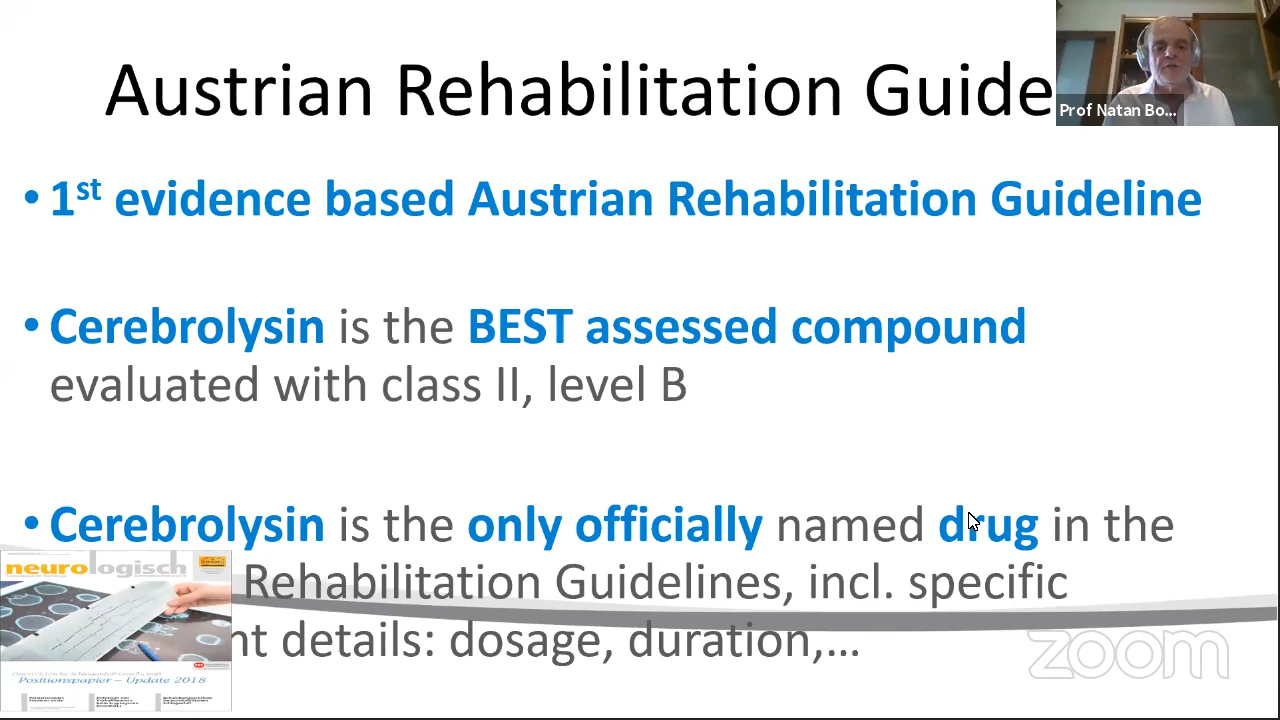 Austrian Rehabilitation Guide
Prof Natan Bo...
• 1st evidence based Austrian Rehabilitation Guideline
• Cerebrolysin is the BEST assessed compound
evaluated with class II, level B
• Cerebrolysin is the only officially named drug in the
Rehabilitation Guidelines, incl. specific
nt details: dosage, duration,...
neurologisch
Positionspapier – Update 2018
zoom